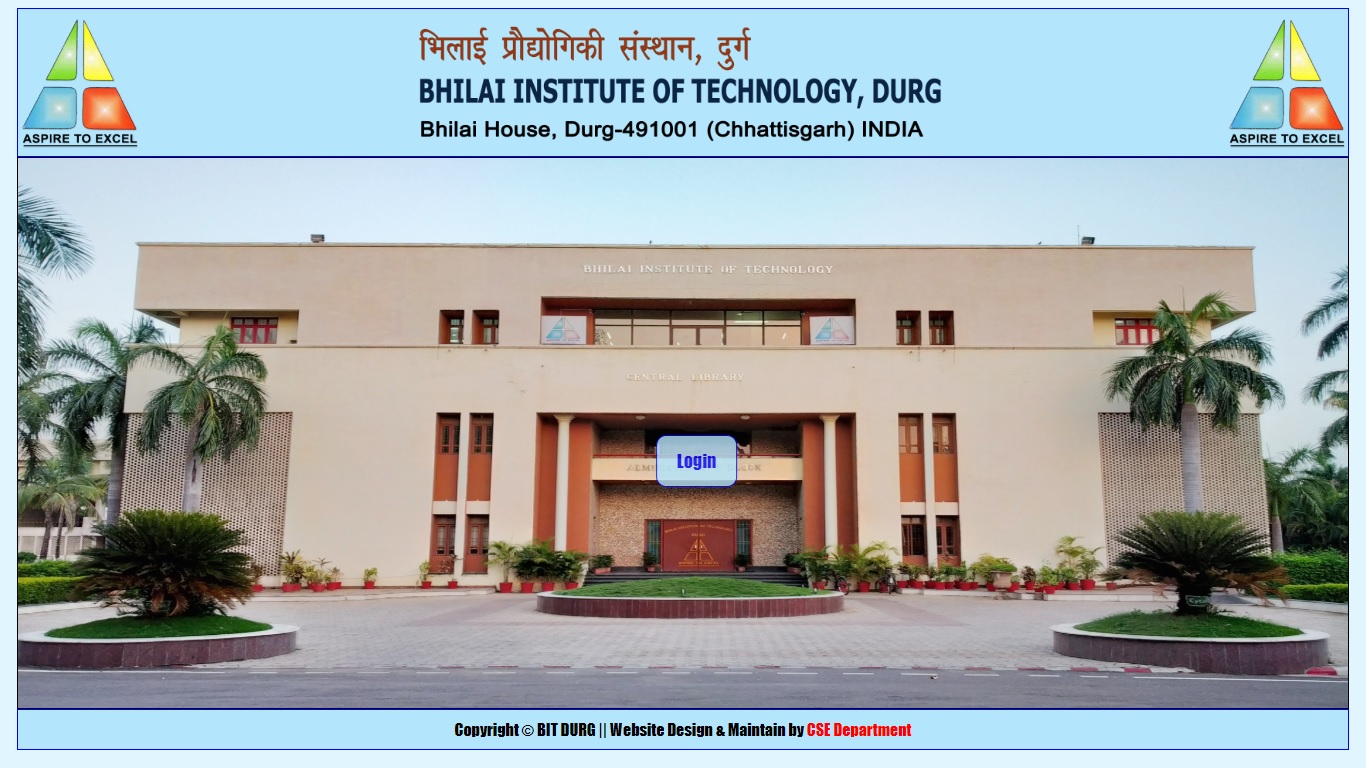 भिलाई प्रौद्योगिकी संस्थान, दुर्ग
BHILAI INSTITUTE OF TECHNOLOGY, DURG
Bhilai House, Durg-491001 (Chhattisgarh) INDIA
ASPIRE TO EXCEL
ASPIRE TO EXCEL
BHILAI INSTITUTE OF TECHNOLOGY
CENTRAL LIBRARY
Login
Copyright © BIT DURG || Website Design & Maintain by CSE Department